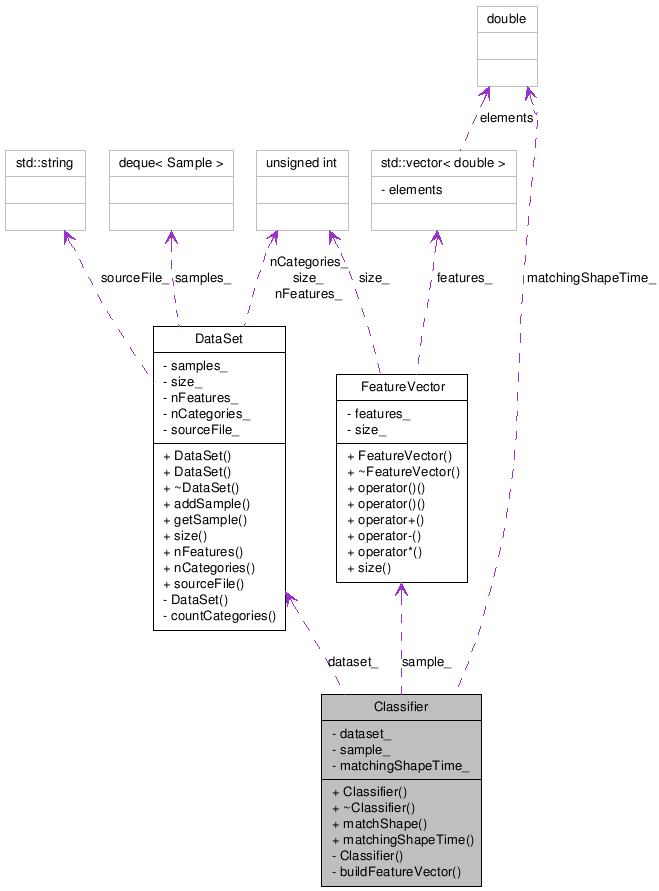 double
elements
std::string
deque< Sample >
unsigned int
std::vector< double >
- elements
sourceFile_
samples_
nCategories_
size_
nFeatures_
size_
features_
matchingShapeTime_
DataSet
- samples_
- size_
- nFeatures_
- nCategories_
- sourceFile_
+ DataSet()
+ DataSet()
+ ~DataSet()
+ addSample()
+ getSample()
+ size()
+ nFeatures()
+ nCategories()
+ sourceFile()
- DataSet()
- countCategories()
FeatureVector
- features_
- size_
+ FeatureVector()
+ ~FeatureVector()
+ operator()()
+ operator()()
+ operator+()
+ operator-()
+ operator*()
+ size()
dataset_
sample_
Classifier
- dataset_
- sample_
- matchingShapeTime_
+ Classifier()
+ ~Classifier()
+ matchShape()
+ matchingShapeTime()
- Classifier()
- buildFeatureVector()